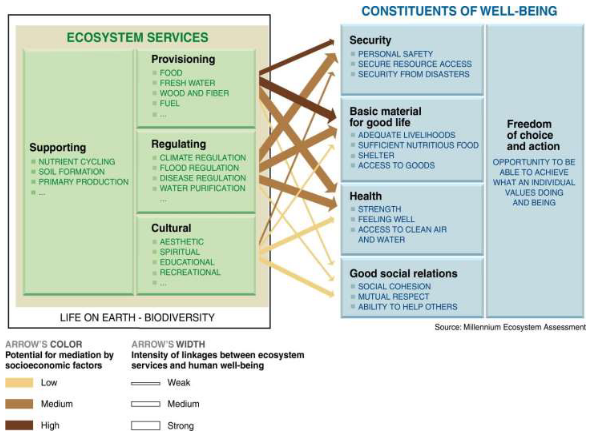 CONSTITUENTS OF WELL-BEING
ECOSYSTEM SERVICES
Provisioning
FOOD
FRESH WATER
WOOD AND FIBER
FUEL
...
Supporting
NUTRIENT CYCLING
SOIL FORMATION
PRIMARY PRODUCTION
...
Regulating
CLIMATE REGULATION
FLOOD REGULATION
DISEASE REGULATION
WATER PURIFICATION
...
Cultural
AESTHETIC
SPIRITUAL
EDUCATIONAL
RECREATIONAL
...
LIFE ON EARTH - BIODIVERSITY
Security
PERSONAL SAFETY
SECURE RESOURCE ACCESS
SECURITY FROM DISASTERS
Basic material
for good life
ADEQUATE LIVELIHOODS
SUFFICIENT NUTRITIOUS FOOD
SHELTER
ACCESS TO GOODS
Health
STRENGTH
FEELING WELL
ACCESS TO CLEAN AIR
AND WATER
Good social relations
SOCIAL COHESION
MUTUAL RESPECT
ABILITY TO HELP OTHERS
Freedom
of choice
and action
OPPORTUNITY TO BE
ABLE TO ACHIEVE
WHAT AN INDIVIDUAL
VALUES DOING
AND BEING
Source: Millennium Ecosystem Assessment
ARROW'S COLOR
Potential for mediation by
socioeconomic factors
Low
Medium
High
ARROW'S WIDTH
Intensity of linkages between ecosystem
services and human well-being
Weak
Medium
Strong